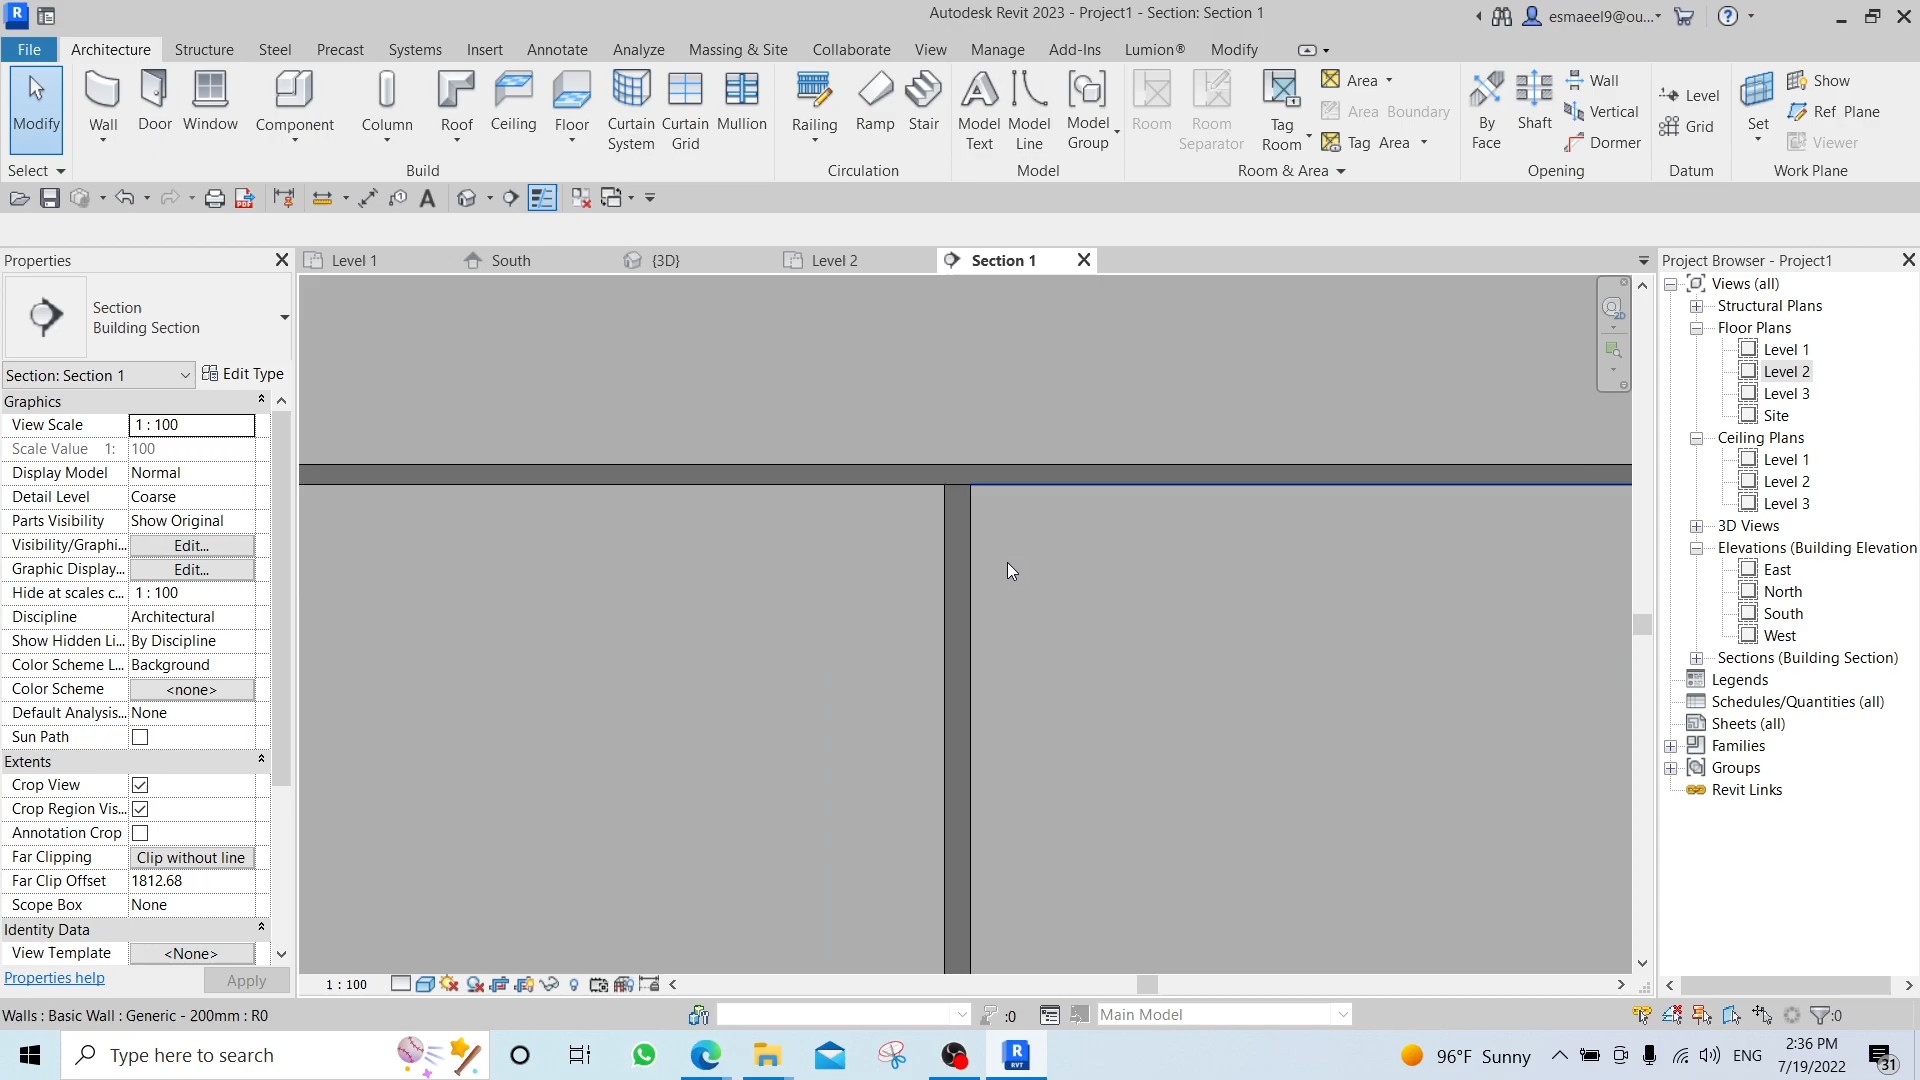 Autodesk Revit 2023 - Project1 - Section: Section 1
esmaeel9@ou...
File Architecture Structure Steel Precast Systems Insert Annotate Analyze Massing & Site Collaborate View Manage Add-Ins Lumion® Modify
Modify
Wall
Door
Window
Component
Column
Roof
Ceiling
Floor
Curtain System
Curtain Grid
Mullion
Railing
Ramp
Stair
Model Text
Model Line
Model Group
Room
Room Separator
Tag Room
Area
Area Boundary
Tag Area
By Face
Shaft
Wall
Vertical
Dormer
Level
Grid
Set
Show
Ref Plane
Viewer
Select
Build
Circulation
Model
Room & Area
Opening
Datum
Work Plane
Properties
Level 1
South
{3D}
Level 2
Section 1
Project Browser - Project1
Section
Building Section
Section: Section 1
Edit Type
Graphics
View Scale 1 : 100
Scale Value 1: 100
Display Model Normal
Detail Level Coarse
Parts Visibility Show Original
Visibility/Graphi... Edit...
Graphic Display... Edit...
Hide at scales c... 1 : 100
Discipline Architectural
Show Hidden Li... By Discipline
Color Scheme L... Background
Color Scheme <none>
Default Analysis... None
Sun Path
Extents
Crop View
Crop Region Vis...
Annotation Crop
Far Clipping Clip without line
Far Clip Offset 1812.68
Scope Box None
Identity Data
View Template <None>
Properties help
Apply
2D
Views (all)
Structural Plans
Floor Plans
Level 1
Level 2
Level 3
Site
Ceiling Plans
Level 1
Level 2
Level 3
3D Views
Elevations (Building Elevation
East
North
South
West
Sections (Building Section)
Legends
Schedules/Quantities (all)
Sheets (all)
Families
Groups
Revit Links
1 : 100
Walls : Basic Wall : Generic - 200mm : R0
:0
Main Model
:0
Type here to search
96°F Sunny
ENG
2:36 PM
7/19/2022
31